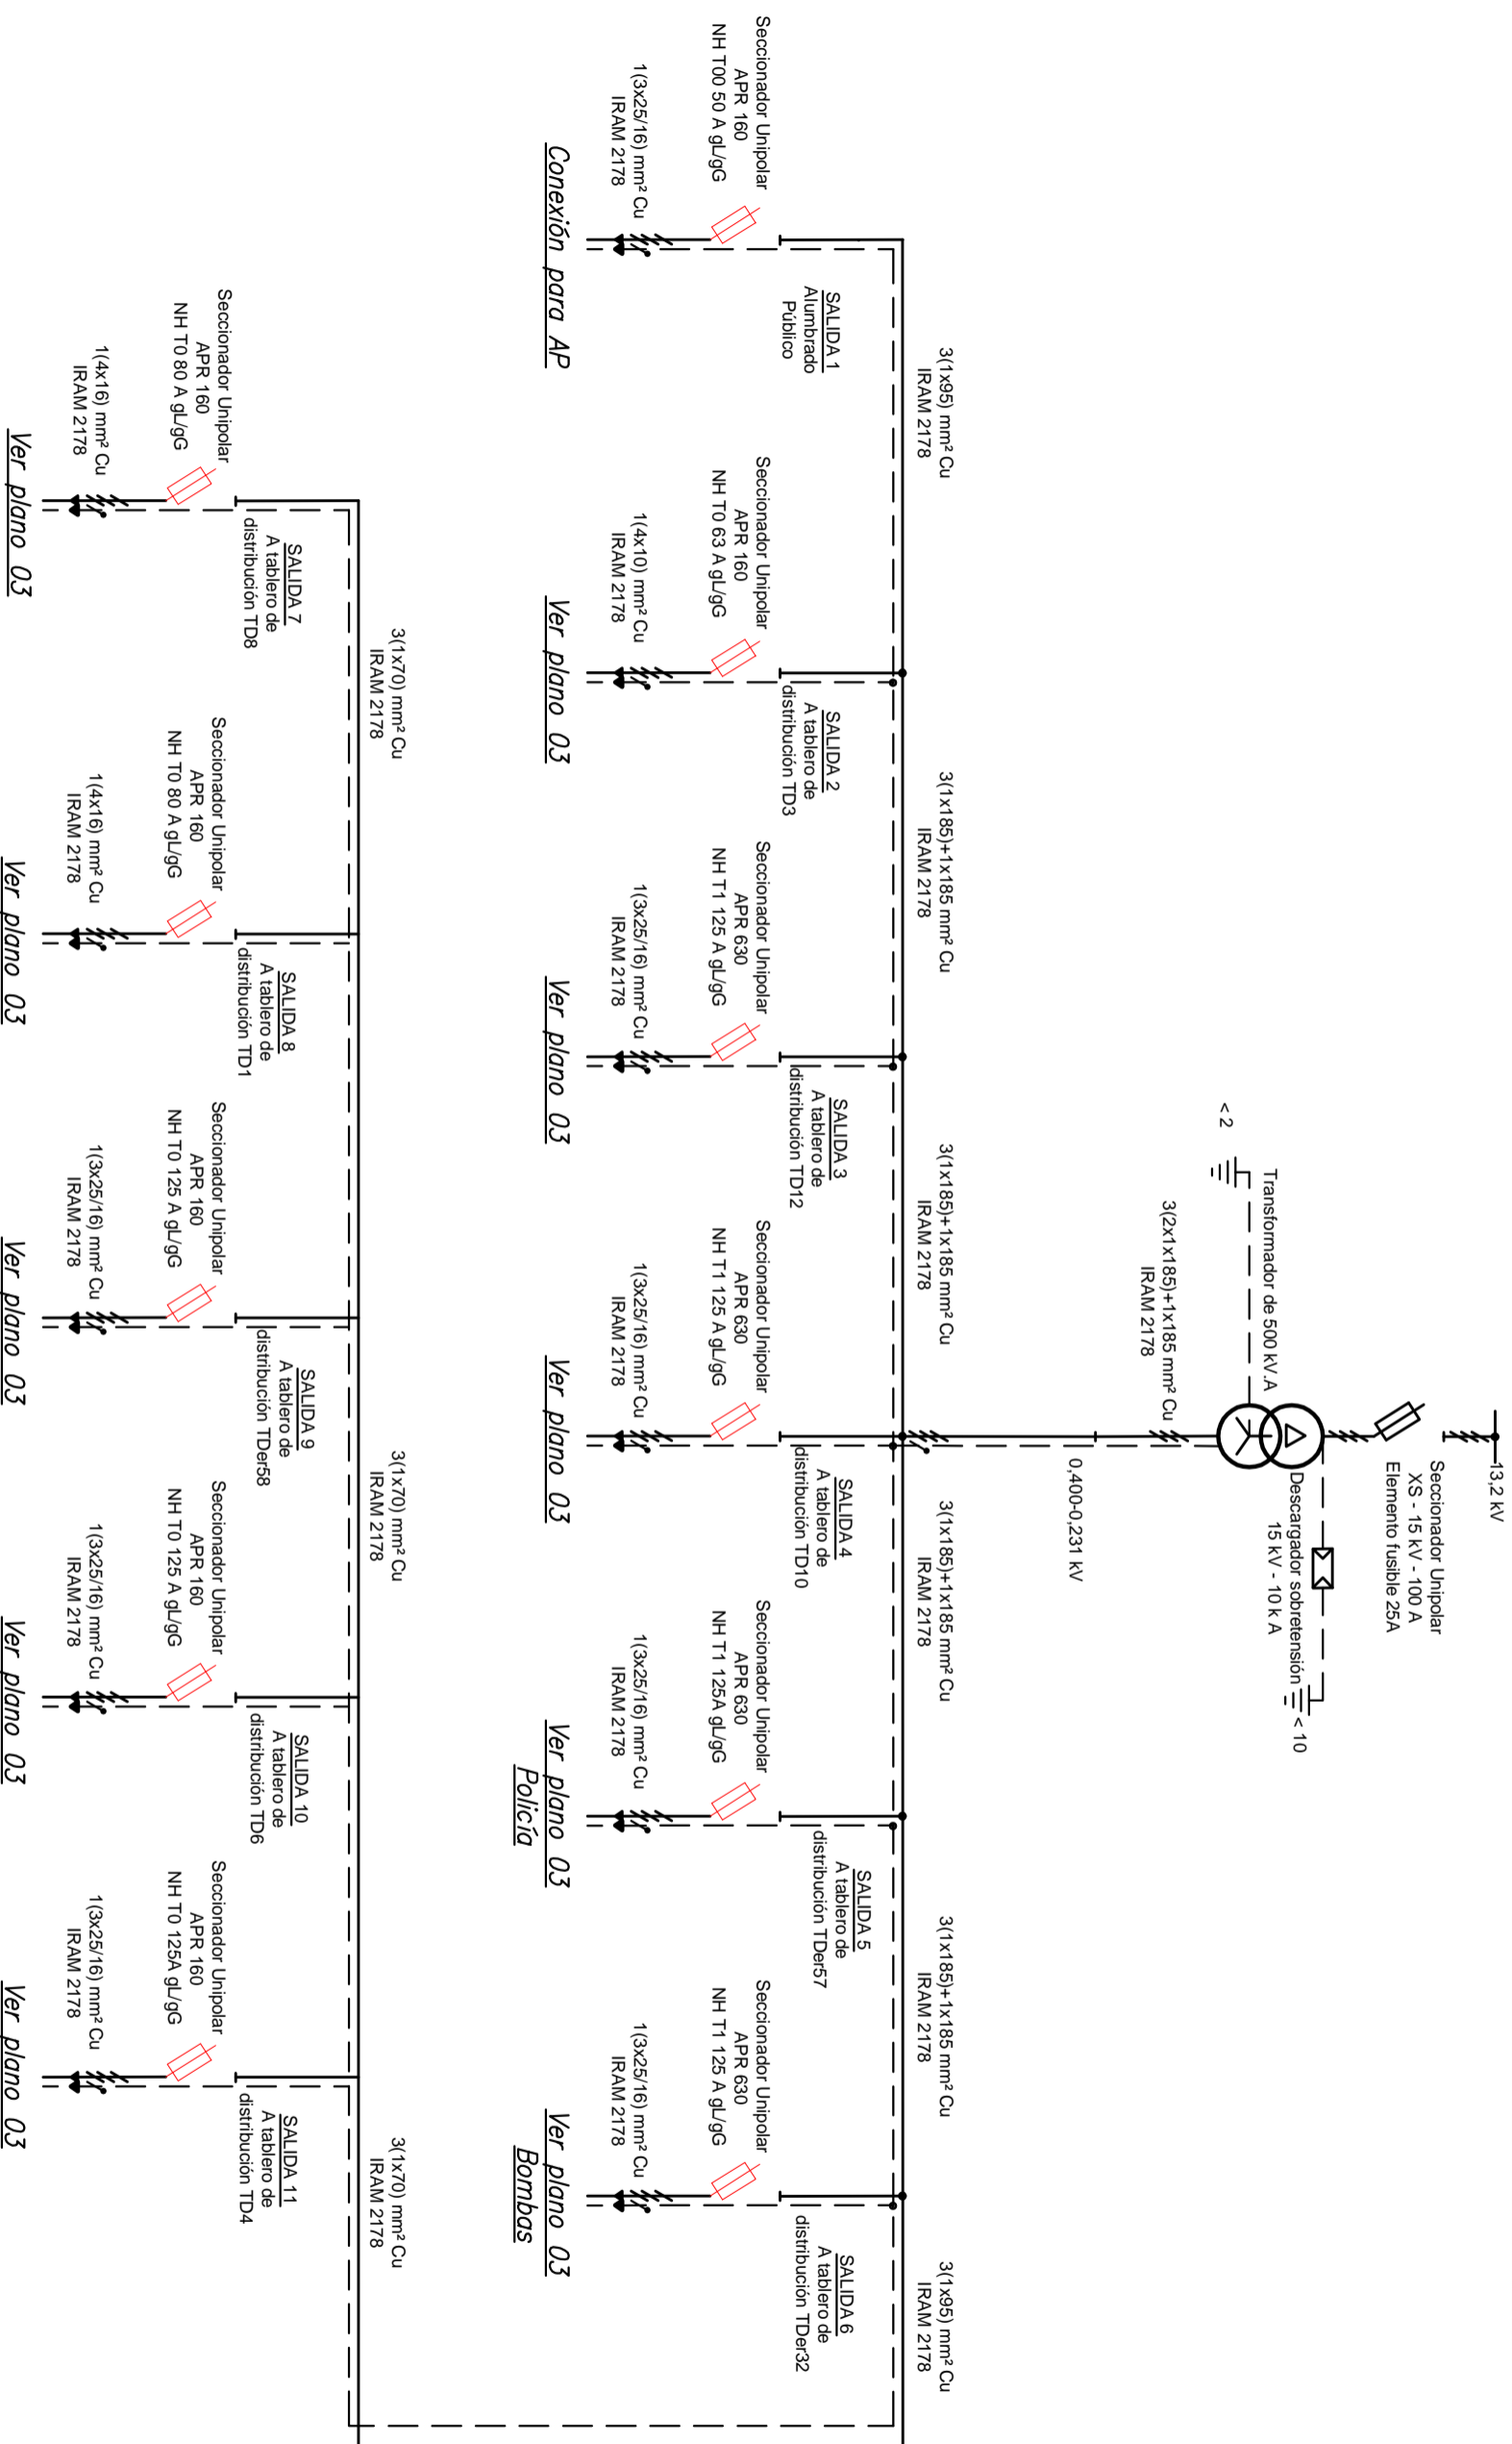 13,2 kV
Seccionador Unipolar
XS - 15 kV - 100 A
Elemento fusible 25A
Descargador sobretensión
15 kV - 10 k A
< 10
Transformador de 500 kV.A
< 2
3(2x1x185)+1x185 mm² Cu
IRAM 2178
0,400-0,231 kV
3(1x95) mm² Cu
IRAM 2178
3(1x185)+1x185 mm² Cu
IRAM 2178
3(1x185)+1x185 mm² Cu
IRAM 2178
3(1x185)+1x185 mm² Cu
IRAM 2178
3(1x185)+1x185 mm² Cu
IRAM 2178
3(1x95) mm² Cu
IRAM 2178
SALIDA 1
Alumbrado
Público
Seccionador Unipolar
APR 160
NH T00 50 A gL/gG
1(3x25/16) mm² Cu
IRAM 2178
Conexión para AP
SALIDA 2
A tablero de
distribución TD3
Seccionador Unipolar
APR 160
NH T0 63 A gL/gG
1(4x10) mm² Cu
IRAM 2178
Ver plano 03
SALIDA 3
A tablero de
distribución TD12
Seccionador Unipolar
APR 630
NH T1 125 A gL/gG
1(3x25/16) mm² Cu
IRAM 2178
Ver plano 03
SALIDA 4
A tablero de
distribución TD10
Seccionador Unipolar
APR 630
NH T1 125 A gL/gG
1(3x25/16) mm² Cu
IRAM 2178
Ver plano 03
SALIDA 5
A tablero de
distribución TDer57
Seccionador Unipolar
APR 630
NH T1 125A gL/gG
1(3x25/16) mm² Cu
IRAM 2178
Ver plano 03
Policía
SALIDA 6
A tablero de
distribución TDer32
Seccionador Unipolar
APR 630
NH T1 125 A gL/gG
1(3x25/16) mm² Cu
IRAM 2178
Ver plano 03
Bombas
3(1x70) mm² Cu
IRAM 2178
3(1x70) mm² Cu
IRAM 2178
3(1x70) mm² Cu
IRAM 2178
SALIDA 7
A tablero de
distribución TD8
Seccionador Unipolar
APR 160
NH T0 80 A gL/gG
1(4x16) mm² Cu
IRAM 2178
Ver plano 03
SALIDA 8
A tablero de
distribución TD1
Seccionador Unipolar
APR 160
NH T0 80 A gL/gG
1(4x16) mm² Cu
IRAM 2178
Ver plano 03
SALIDA 9
A tablero de
distribución TDer58
Seccionador Unipolar
APR 160
NH T0 125 A gL/gG
1(3x25/16) mm² Cu
IRAM 2178
Ver plano 03
SALIDA 10
A tablero de
distribución TD6
Seccionador Unipolar
APR 160
NH T0 125 A gL/gG
1(3x25/16) mm² Cu
IRAM 2178
Ver plano 03
SALIDA 11
A tablero de
distribución TD4
Seccionador Unipolar
APR 160
NH T0 125A gL/gG
1(3x25/16) mm² Cu
IRAM 2178
Ver plano 03